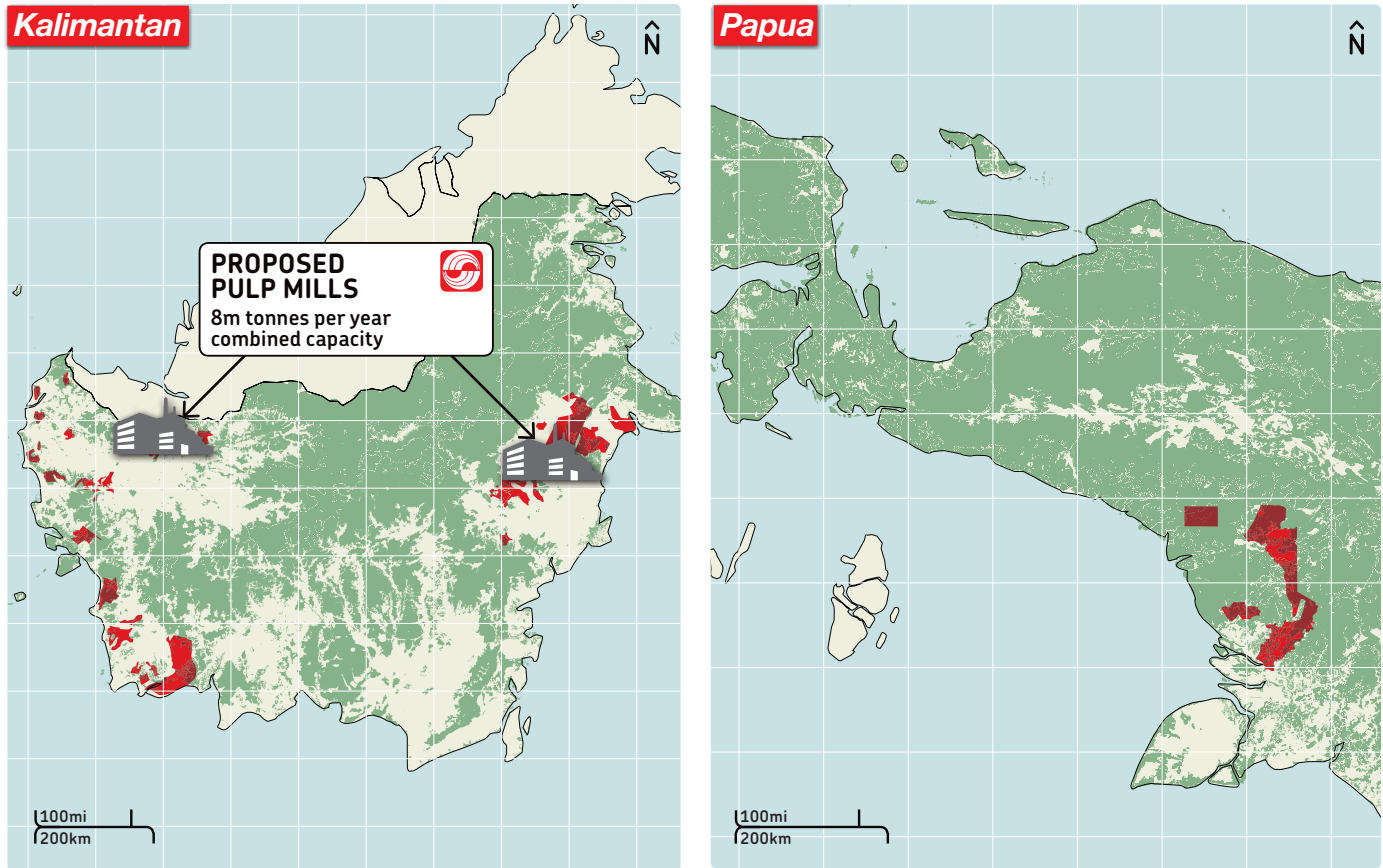 Kalimantan
N
PROPOSED
PULP MILLS
8m tonnes per year
combined capacity
100mi
200km
Papua
N
100mi
200km